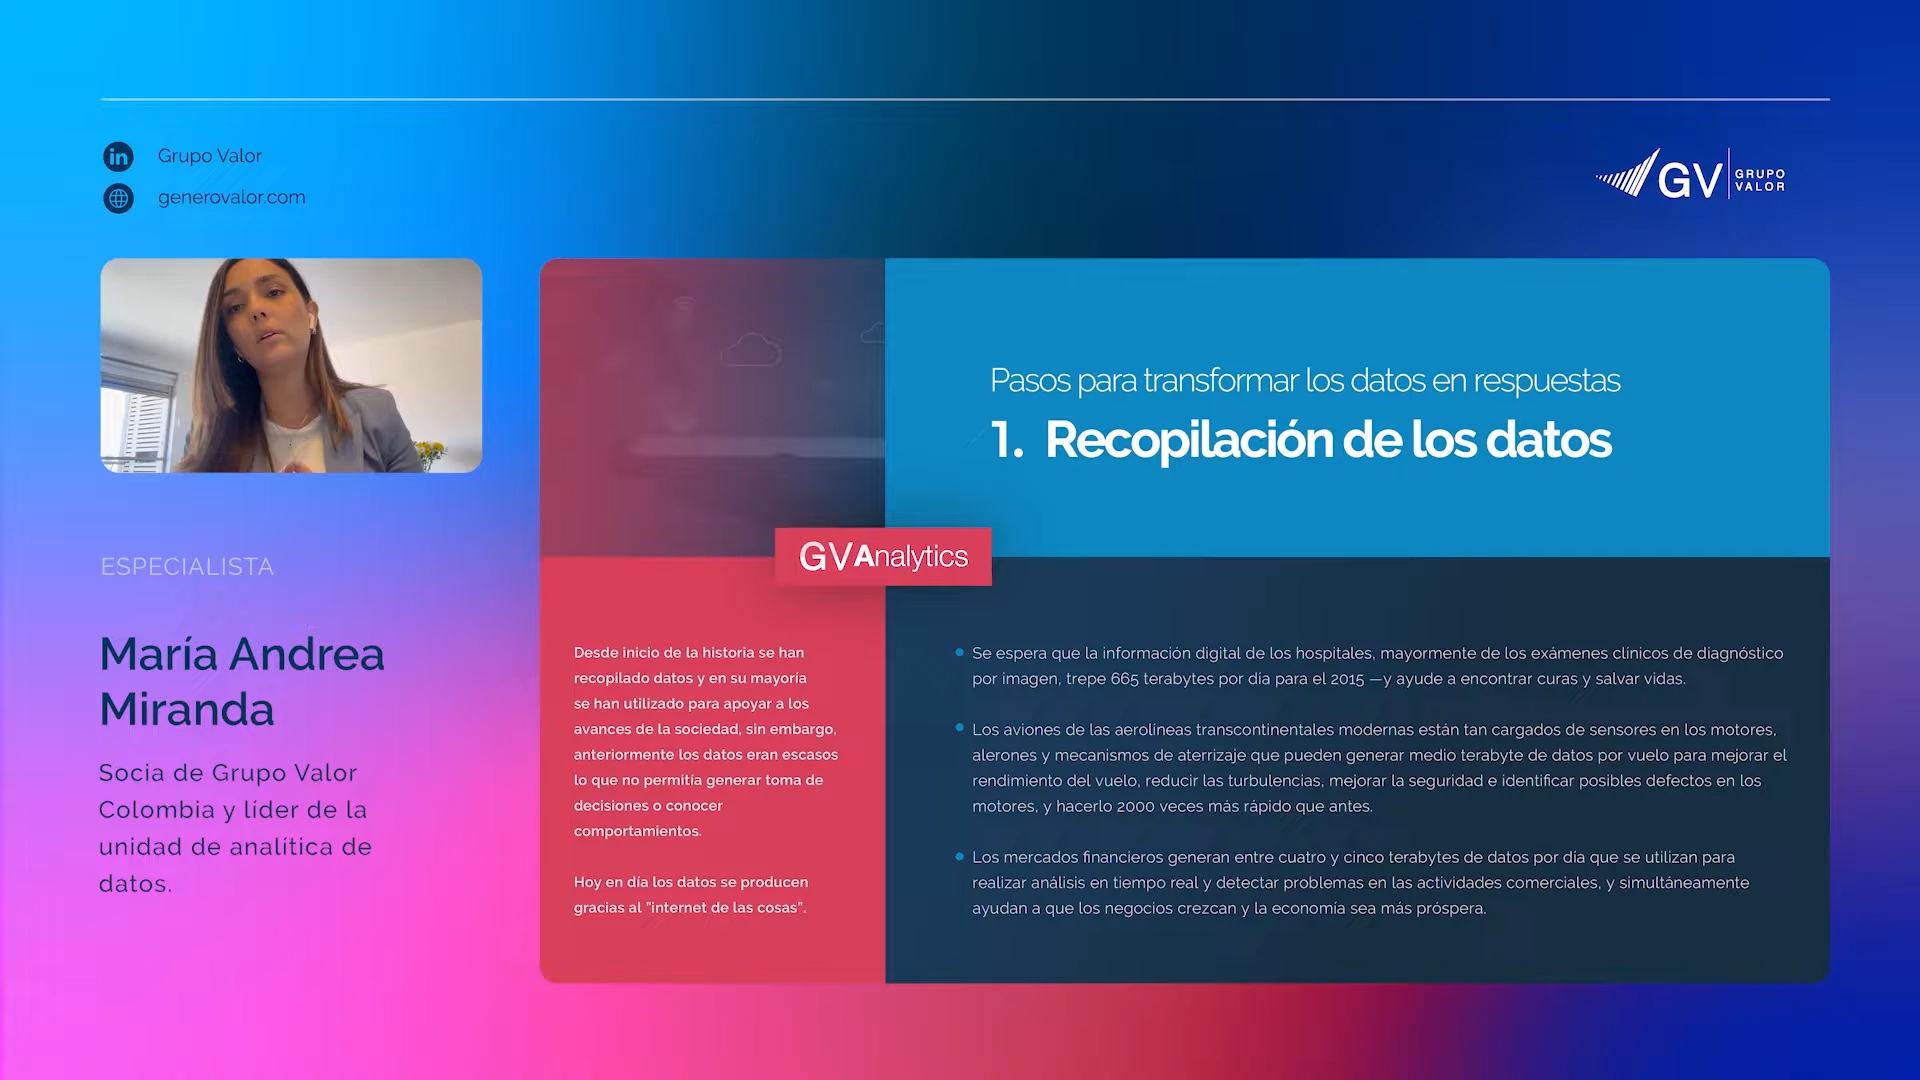 Grupo Valor
generovalor.com
GV GRUPO
VALOR
ESPECIALISTA
María Andrea
Miranda
Socia de Grupo Valor
Colombia y líder de la
unidad de analítica de
datos.
Pasos para transformar los datos en respuestas
1. Recopilación de los datos
GVAnalytics
Desde inicio de la historia se han
recopilado datos y en su mayoría
se han utilizado para apoyar a los
avances de la sociedad, sin embargo,
anteriormente los datos eran escasos
lo que no permitía generar toma de
decisiones o conocer
comportamientos.
Hoy en día los datos se producen
gracias al "internet de las cosas".
Se espera que la información digital de los hospitales, mayormente de los exámenes clínicos de diagnóstico
por imagen, trepe 665 terabytes por día para el 2015 —y ayude a encontrar curas y salvar vidas.
Los aviones de las aerolíneas transcontinentales modernas están tan cargados de sensores en los motores,
alerones y mecanismos de aterrizaje que pueden generar medio terabyte de datos por vuelo para mejorar el
rendimiento del vuelo, reducir las turbulencias, mejorar la seguridad e identificar posibles defectos en los
motores, y hacerlo 2000 veces más rápido que antes.
Los mercados financieros generan entre cuatro y cinco terabytes de datos por día que se utilizan para
realizar análisis en tiempo real y detectar problemas en las actividades comerciales, y simultáneamente
ayudan a que los negocios crezcan y la economía sea más próspera.